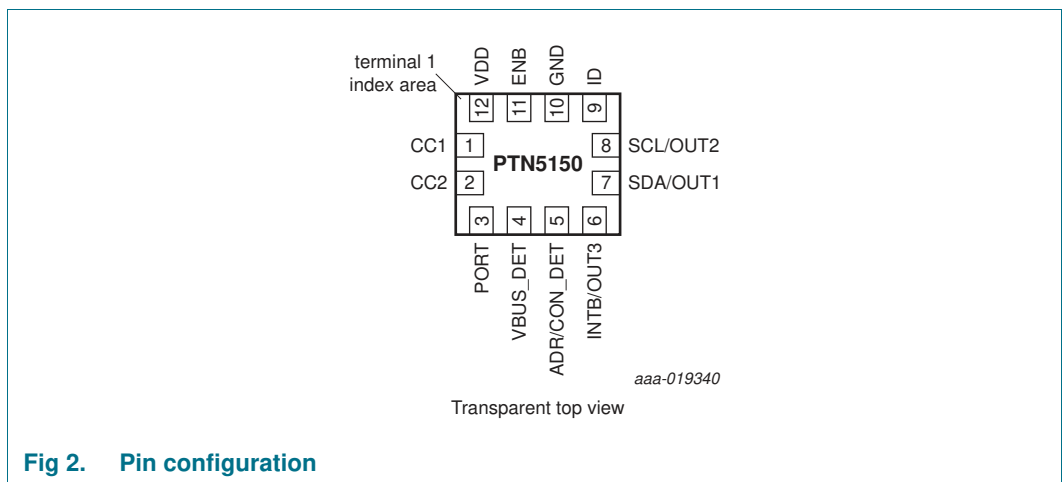 terminal 1
index area
VDD
ENB
GND
ID
12
11
10
9
CC1 1 8 SCL/OUT2
PTN5150
CC2 2 7 SDA/OUT1
3
4
5
6
PORT
VBUS_DET
ADR/CON_DET
INTB/OUT3
aaa-019340
Transparent top view
Fig 2. Pin configuration